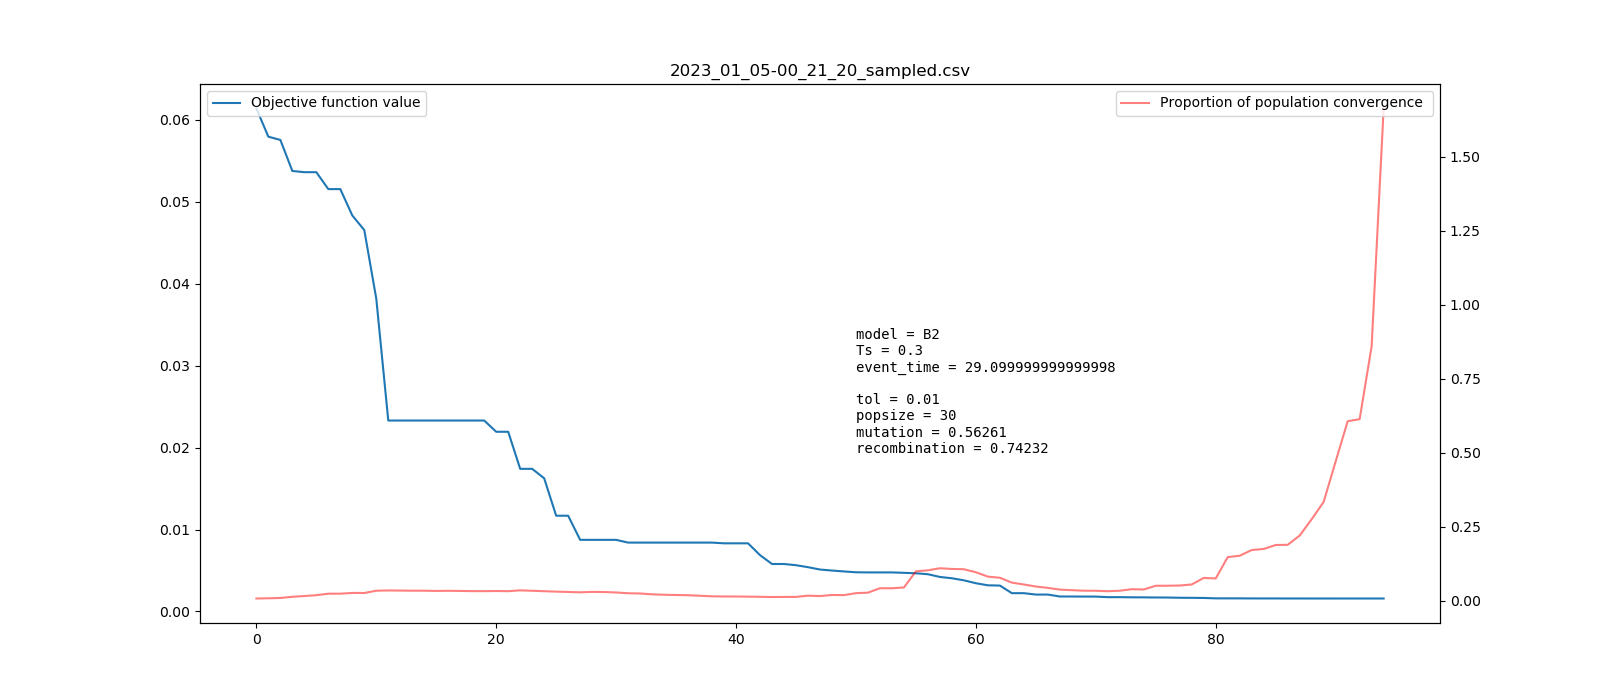 2023_01_05-00_21_20_sampled.csv
Objective function value
Proportion of population convergence
0.06
0.05
0.04
0.03
0.02
0.01
0.00
1.50
1.25
1.00
0.75
0.50
0.25
0.00
model = B2
Ts = 0.3
event_time = 29.099999999999998
tol = 0.01
popsize = 30
mutation = 0.56261
recombination = 0.74232
0
20
40
60
80